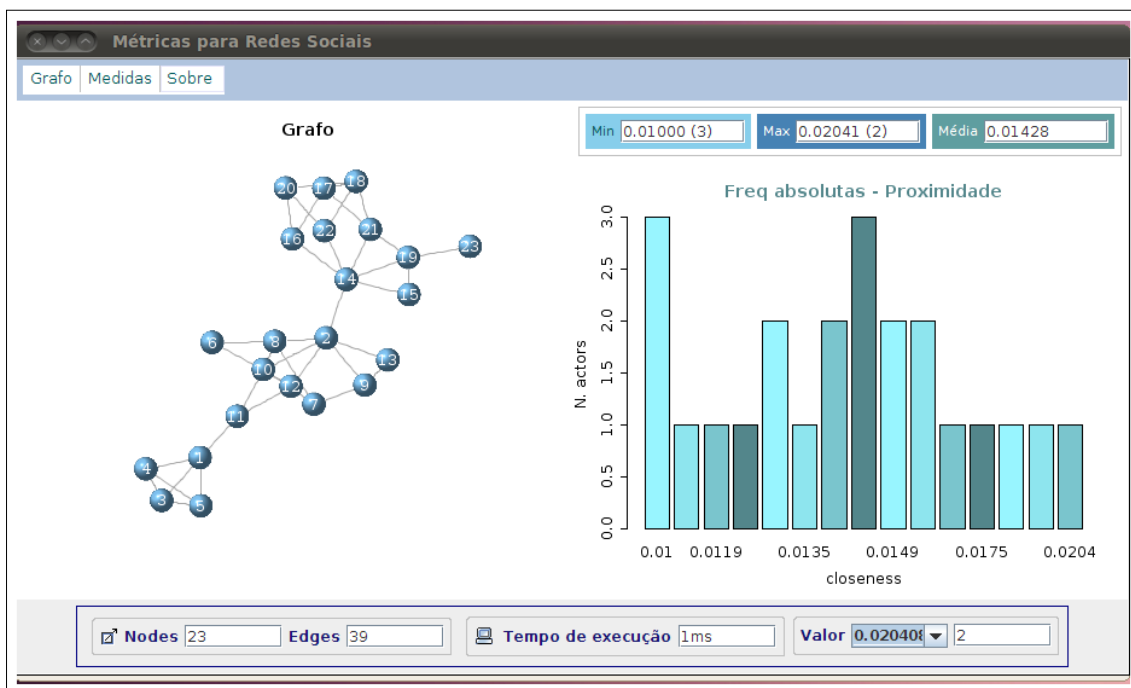 Métricas para Redes Sociais
Grafo Medidas Sobre
Grafo
Min 0.01000 (3) Max 0.02041 (2) Média 0.01428
Freq absolutas - Proximidade
20 17 18
16 22 21
19 23
14
15
6 8 2
13
10
12 9
7
11
1
4
3 5
N. actors
3.0
2.5
2.0
1.5
1.0
0.5
0.0
0.01 0.0119 0.0135 0.0149 0.0175 0.0204
closeness
Nodes 23 Edges 39 Tempo de execução 1ms Valor 0.020408 2